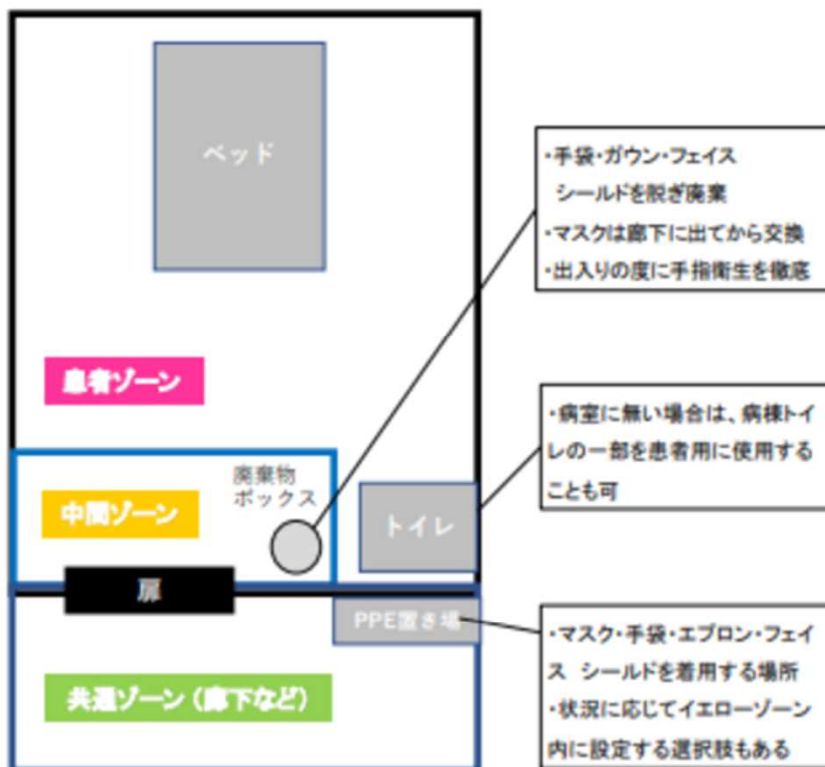 ベッド
・手袋・ガウン・フェイス
シールドを脱ぎ廃棄
・マスクは廊下に出てから交換
・出入りの度に手指衛生を徹底
患者ゾーン
・病室に無い場合は、病棟トイ
レの一部を患者用に使用する
ことも可
廃棄物
ボックス
中間ゾーン
トイレ
扉
PPE置き場
・マスク・手袋・エプロン・フェイ
ス シールドを着用する場所
・状況に応じてイエローゾーン
内に設定する選択肢もある
共通ゾーン（廊下など）